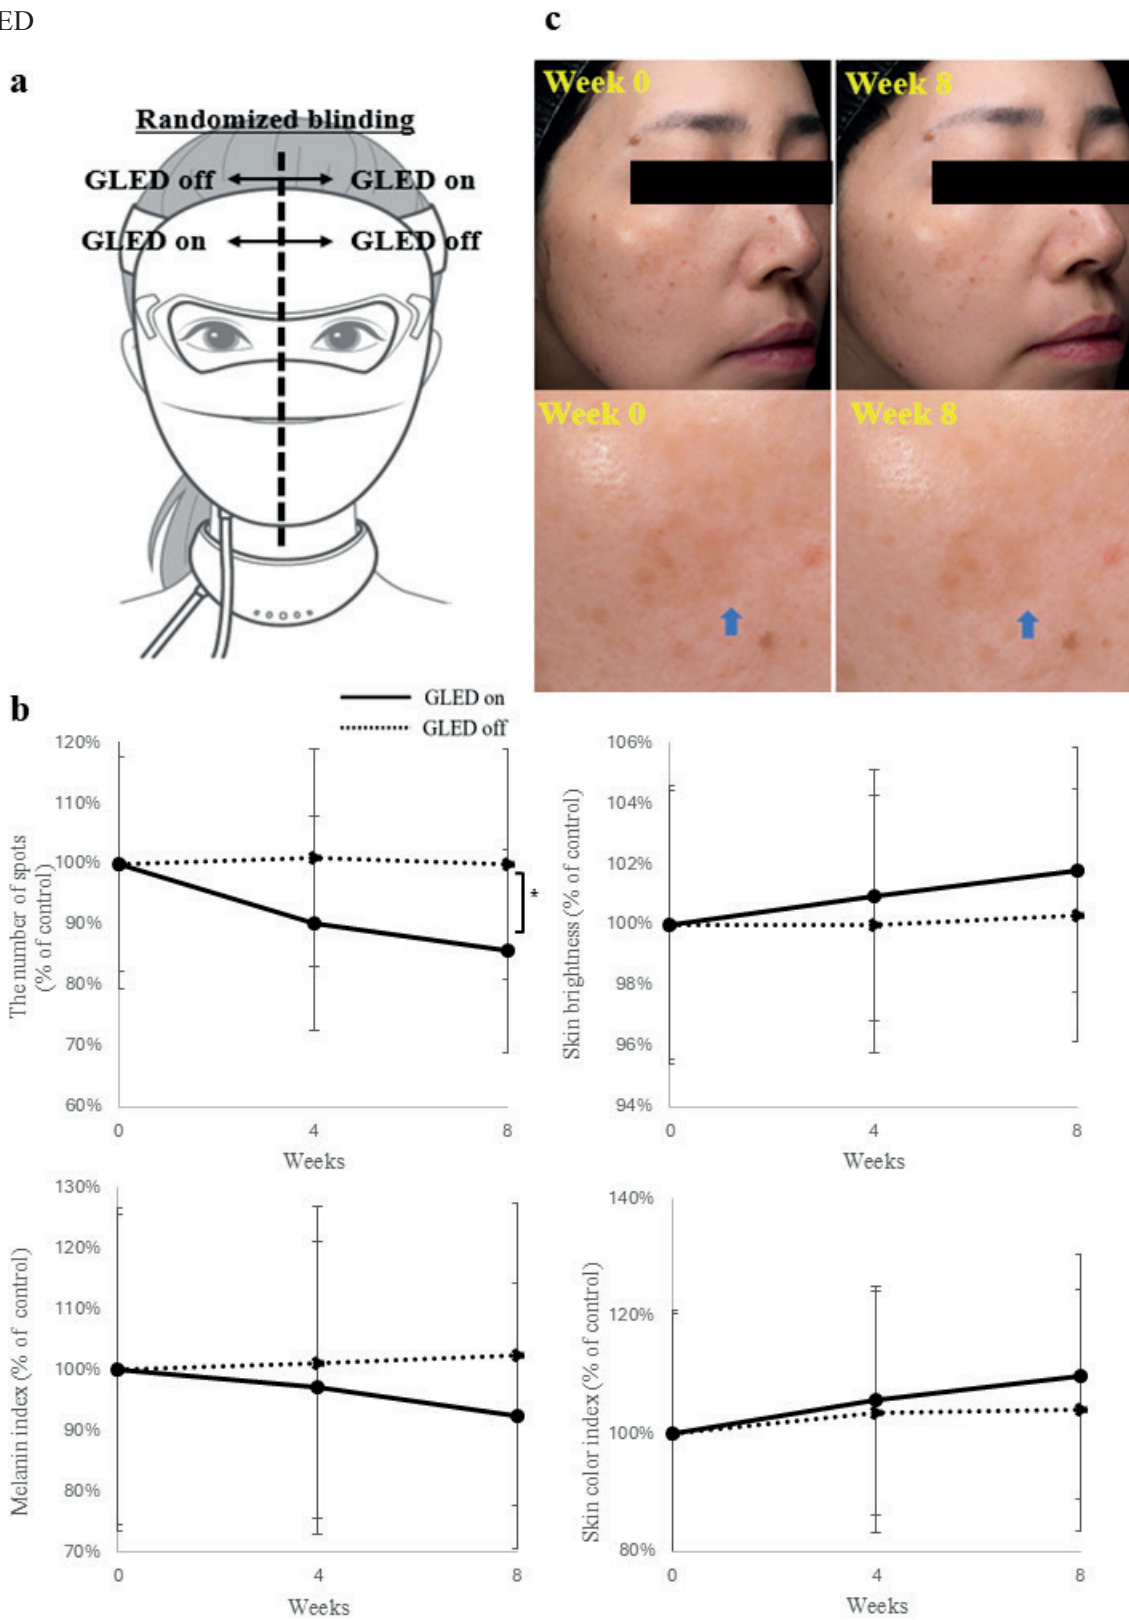 ED
c
a
Randomized blinding
GLED off
GLED on
GLED on
GLED off
Week 0
Week 8
Week 0
Week 8
b
GLED on
GLED off
120%
110%
100%
90%
80%
70%
60%
The number of spots
(% of control)
*
0
4
8
Weeks
106%
104%
102%
100%
98%
96%
94%
Skin brightness (% of control)
0
4
8
Weeks
130%
120%
110%
100%
90%
80%
70%
Melanin index (% of control)
0
4
8
Weeks
140%
120%
100%
80%
Skin color index (% of control)
0
4
8
Weeks